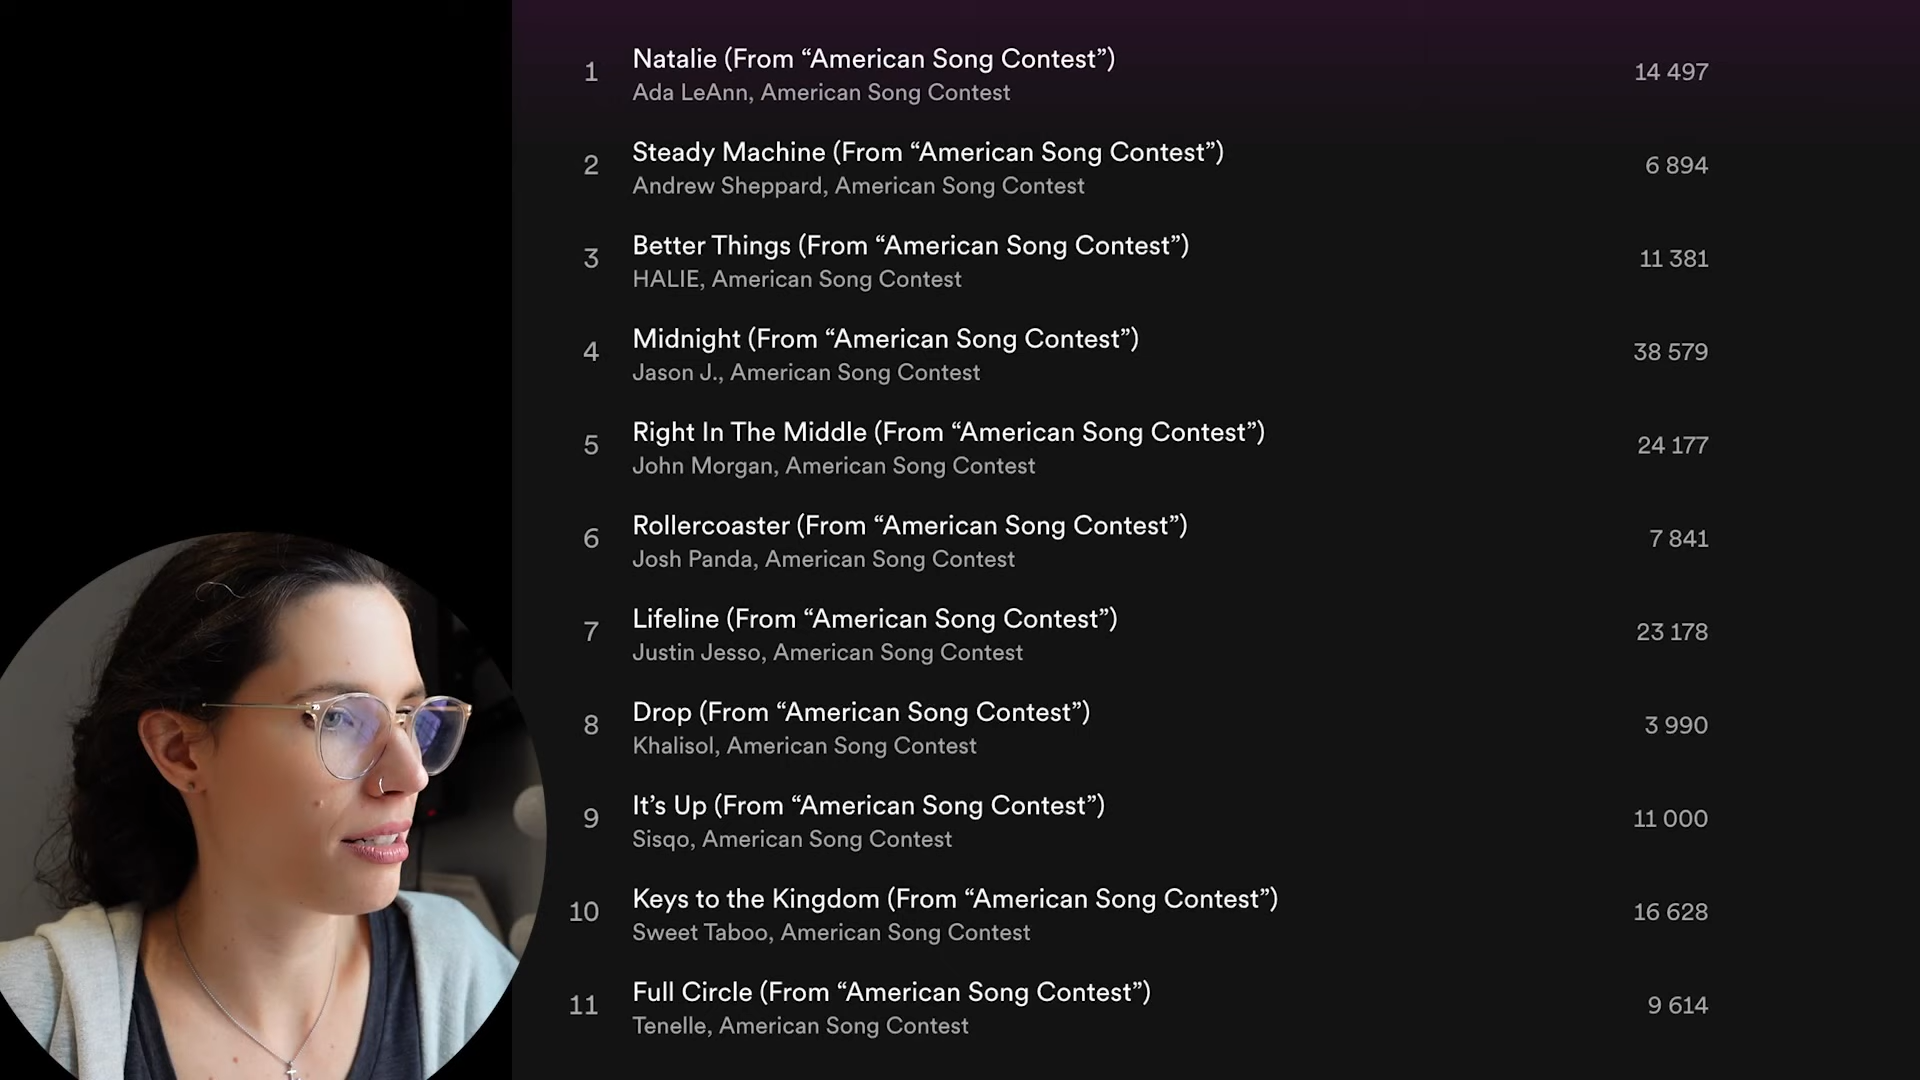 1
Natalie (From “American Song Contest”)
Ada LeAnn, American Song Contest
14 497
2
Steady Machine (From “American Song Contest”)
Andrew Sheppard, American Song Contest
6 894
3
Better Things (From “American Song Contest”)
HALIE, American Song Contest
11 381
4
Midnight (From “American Song Contest”)
Jason J., American Song Contest
38 579
5
Right In The Middle (From “American Song Contest”)
John Morgan, American Song Contest
24 177
6
Rollercoaster (From “American Song Contest”)
Josh Panda, American Song Contest
7 841
7
Lifeline (From “American Song Contest”)
Justin Jesso, American Song Contest
23 178
8
Drop (From “American Song Contest”)
Khalisol, American Song Contest
3 990
9
It’s Up (From “American Song Contest”)
Sisqo, American Song Contest
11 000
10
Keys to the Kingdom (From “American Song Contest”)
Sweet Taboo, American Song Contest
16 628
11
Full Circle (From “American Song Contest”)
Tenelle, American Song Contest
9 614